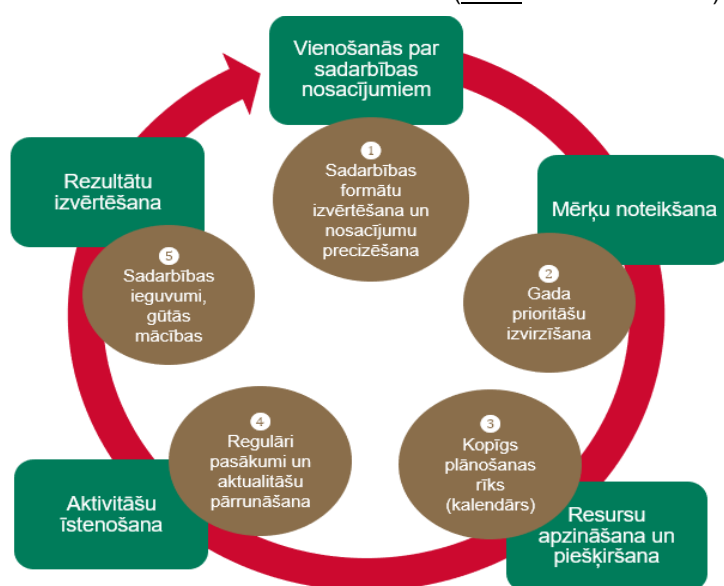 Vienošanās par
sadarbības
nosacījumiem
1
Sadarbības
formātu
izvērtēšana un
nosacījumu
precizēšana
Mērķu noteikšana
2
Gada
prioritāšu
izvirzīšana
3
Kopīgs
plānošanas
rīks
(kalendārs)
Resursu
apzināšana un
piešķiršana
4
Regulāri
pasākumi un
aktualitāšu
pārrunāšana
Aktivitāšu
īstenošana
Rezultātu
izvērtēšana
5
Sadarbības
ieguvumi,
gūtās
mācības